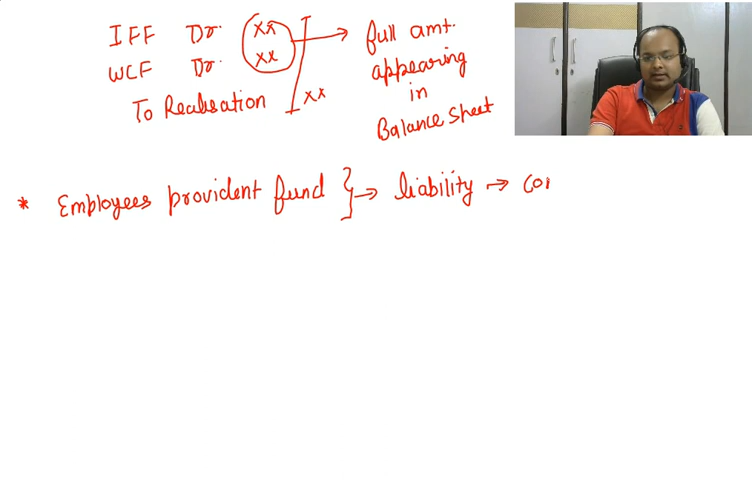 IFF Dr. xx
full amt.
WCF Dr. xx
appearing
To Realisation xx
in
Balance Sheet
* Employees provident fund } → liability →